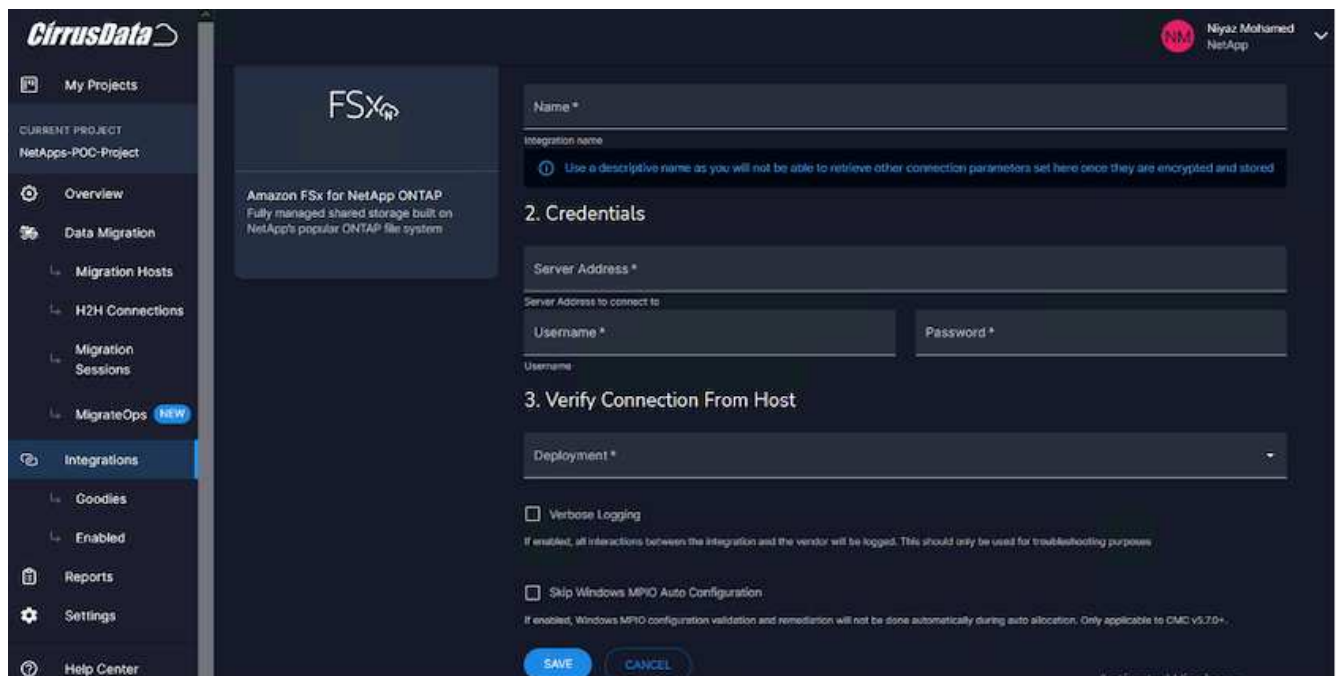 CirrusData
NM
Niyaz Mohamed
NetApp
My Projects
CURRENT PROJECT
NetApps-POC-Project
Overview
Data Migration
Migration Hosts
H2H Connections
Migration
Sessions
MigrateOps NEW
Integrations
Goodies
Enabled
Reports
Settings
Help Center
FSx N
Amazon FSx for NetApp ONTAP
Fully managed shared storage built on
NetApp's popular ONTAP file system
Name *
Integration name
Use a descriptive name as you will not be able to retrieve other connection parameters set here once they are encrypted and stored
2. Credentials
Server Address *
Server Address to connect to
Username * Password *
Username
3. Verify Connection From Host
Deployment *
Verbose Logging
If enabled, all interactions between the integration and the vendor will be logged. This should only be used for troubleshooting purposes
Skip Windows MPIO Auto Configuration
If enabled, Windows MPIO configuration validation and remediation will not be done automatically during auto allocation. Only applicable to CMC v5.7.0+.
SAVE CANCEL